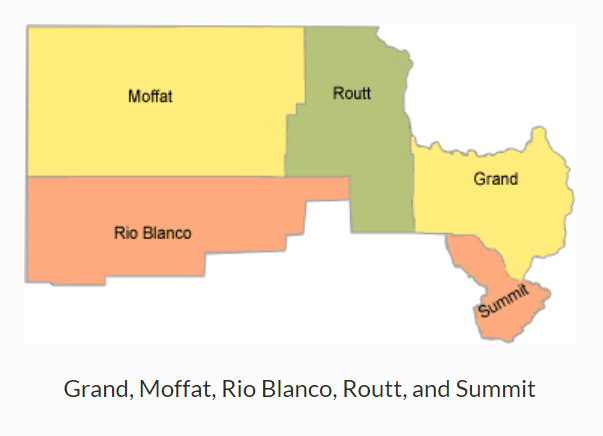 Moffat
Routt
Grand
Rio Blanco
Summit
Grand, Moffat, Rio Blanco, Routt, and Summit